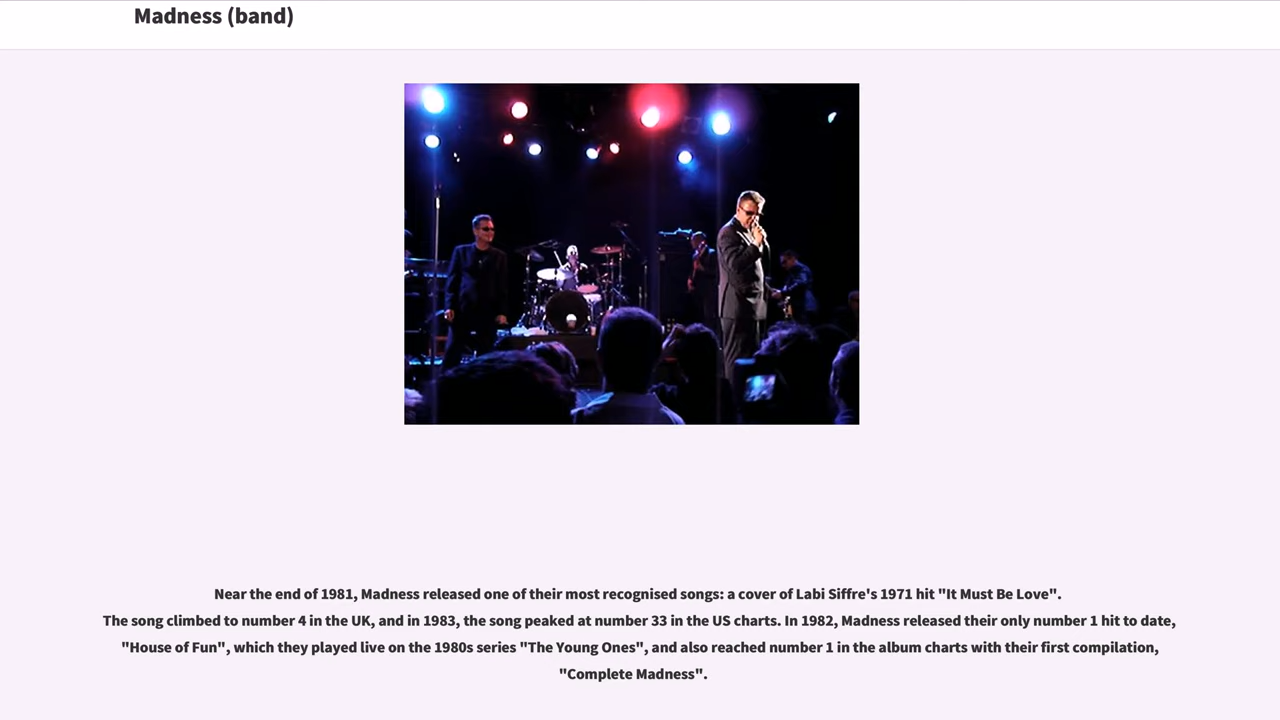 Madness (band)
Near the end of 1981, Madness released one of their most recognised songs: a cover of Labi Siffre's 1971 hit "It Must Be Love".
The song climbed to number 4 in the UK, and in 1983, the song peaked at number 33 in the US charts. In 1982, Madness released their only number 1 hit to date,
"House of Fun", which they played live on the 1980s series "The Young Ones", and also reached number 1 in the album charts with their first compilation,
"Complete Madness".